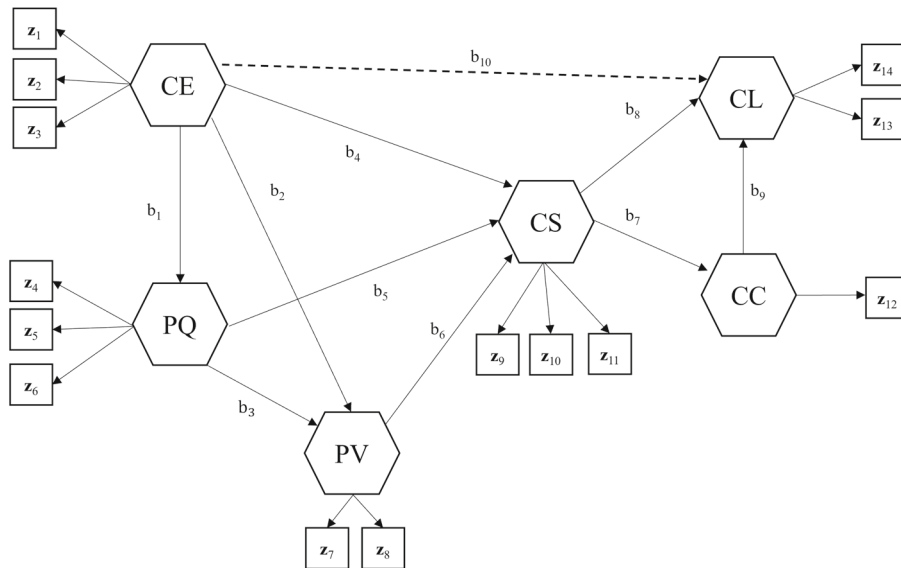 z₁
z₂
z₃
CE
b₁₀
CL
z₁₄
z₁₃
b₈
b₄
b₂
b₁
b₉
b₇
CS
CC
z₁₂
z₄
z₅
z₆
PQ
b₅
b₆
b₃
z₉
z₁₀
z₁₁
PV
z₇
z₈